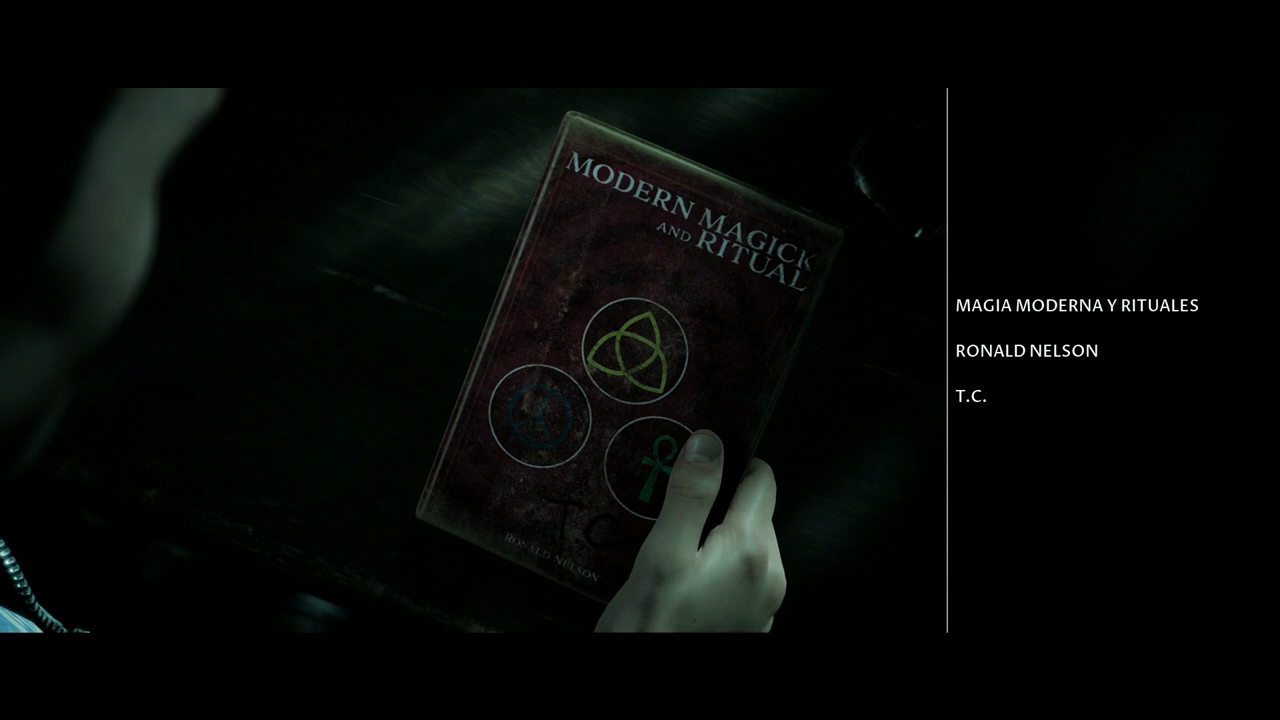 MODERN MAGICK
AND RITUAL
T.C.
RONALD NELSON
MAGIA MODERNA Y RITUALES
RONALD NELSON
T.C.